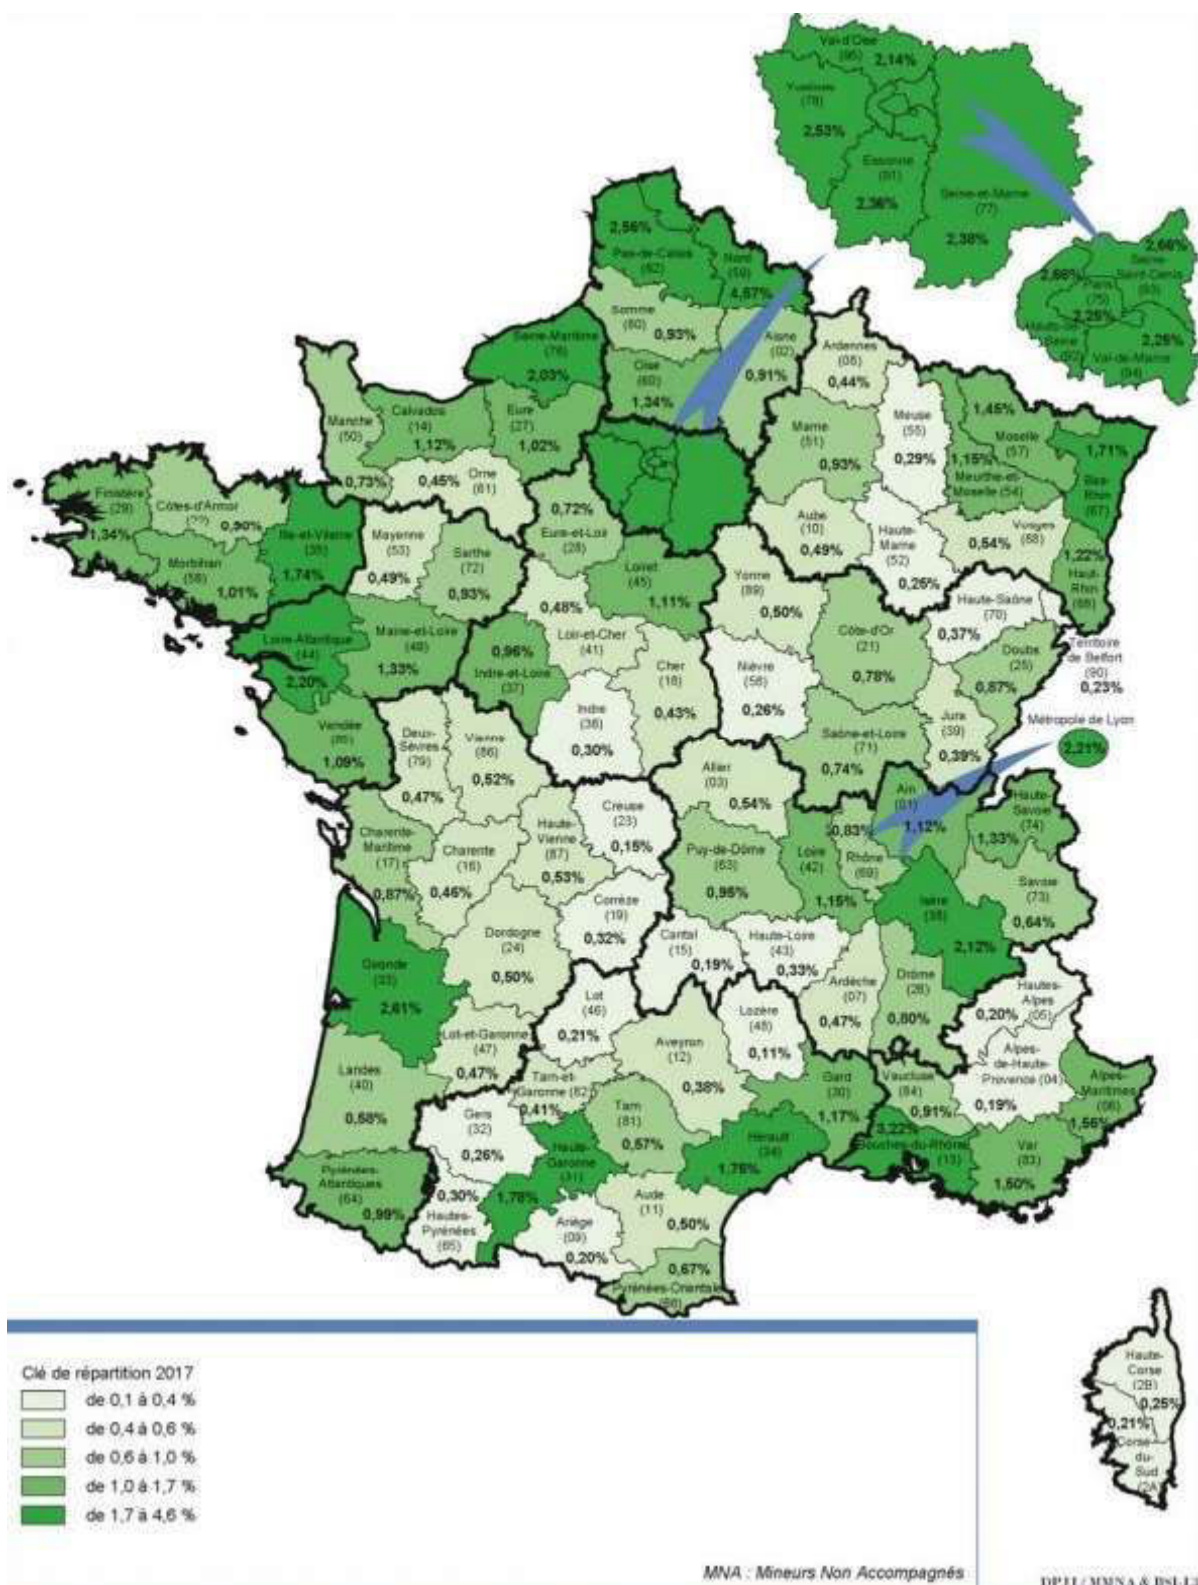 Val-d'Oise
(95)
2,14%
Yvelines
(78)
2,53%
Essonne
(91)
2,36%
Seine-et-Marne
(77)
2,38%
2,66%
Seine-
Saint-Denis
(93)
2,66%
Paris
(75)
2,25%
Hauts-de-
Seine
(92)
2,25%
Val-de-Marne
(94)
2,56%
Pas-de-Calais
(62)
Nord
(59)
4,57%
Somme
(80)
0,93%
Aisne
(02)
0,91%
Seine-Maritime
(76)
2,03%
Oise
(60)
1,34%
Ardennes
(08)
0,44%
Manche
(50)
0,73%
Calvados
(14)
1,12%
Eure
(27)
1,02%
Orne
(61)
0,45%
Marne
(51)
0,93%
Meuse
(55)
0,29%
1,45%
Moselle
(57)
1,15%
Meurthe-et-
Moselle (54)
1,71%
Bas-
Rhin
(67)
Finistère
(29)
1,34%
Côtes-d'Armor
0,90%
Ille-et-Vilaine
(35)
1,74%
Morbihan
(56)
1,01%
Mayenne
(53)
0,49%
Sarthe
(72)
0,93%
0,72%
Eure-et-Loir
(28)
Loiret
(45)
1,11%
Aube
(10)
0,49%
Haute-
Marne
(52)
0,26%
Vosges
(88)
0,54%
1,22%
Haut-
Rhin
(68)
Yonne
(89)
0,50%
Loire-Atlantique
(44)
2,20%
Maine-et-Loire
(49)
1,33%
0,96%
Indre-et-Loire
(37)
0,48%
Loir-et-Cher
(41)
Cher
(18)
0,43%
Nièvre
(58)
0,26%
Côte-d'Or
(21)
0,78%
Haute-Saône
(70)
0,37%
Doubs
(25)
0,87%
Territoire
de Belfort
(90)
0,23%
Métropole de Lyon
2,21%
Vendée
(85)
1,09%
Deux-
Sèvres
(79)
0,47%
Vienne
(86)
0,52%
Indre
(36)
0,30%
Saône-et-Loire
(71)
0,74%
Jura
(39)
0,39%
Allier
(03)
0,54%
Ain
(01)
1,12%
Haute-
Savoie
(74)
1,33%
Charente-
Maritime
(17)
0,87%
Charente
(16)
0,46%
Haute-
Vienne
(87)
0,53%
Creuse
(23)
0,15%
Puy-de-Dôme
(63)
0,95%
Loire
(42)
1,15%
0,83%
Rhône
(69)
Isère
(38)
2,12%
Savoie
(73)
0,64%
Corrèze
(19)
0,32%
Dordogne
(24)
0,50%
Cantal
(15)
0,19%
Haute-Loire
(43)
0,33%
Ardèche
(07)
0,47%
Drôme
(26)
0,80%
Hautes-
Alpes
0,20%
(05)
Gironde
(33)
2,61%
Lot
(46)
0,21%
Lot-et-Garonne
(47)
0,47%
Aveyron
(12)
0,38%
Lozère
(48)
0,11%
Alpes-
de-Haute-
Provence (04)
0,19%
Alpes-
Maritimes
(06)
1,56%
Landes
(40)
0,58%
Tarn-et-
Garonne (82)
0,41%
Tarn
(81)
0,57%
Gard
(30)
1,17%
Vaucluse
(84)
0,91%
3,22%
Bouches-du-Rhône
(13)
Var
(83)
1,50%
Gers
(32)
0,26%
Haute-
Garonne
(31)
1,78%
Hérault
(34)
1,76%
Pyrénées-
Atlantiques
(64)
0,99%
0,30%
Hautes-
Pyrénées
(65)
Ariège
(09)
0,20%
Aude
(11)
0,50%
0,67%
Pyrénées-Orientales
(66)
Clé de répartition 2017
de 0,1 à 0,4 %
de 0,4 à 0,6 %
de 0,6 à 1,0 %
de 1,0 à 1,7 %
de 1,7 à 4,6 %
Haute-
Corse
(2B)
0,25%
0,21%
Corse-
du-
Sud
(2A)
MNA : Mineurs Non Accompagnés